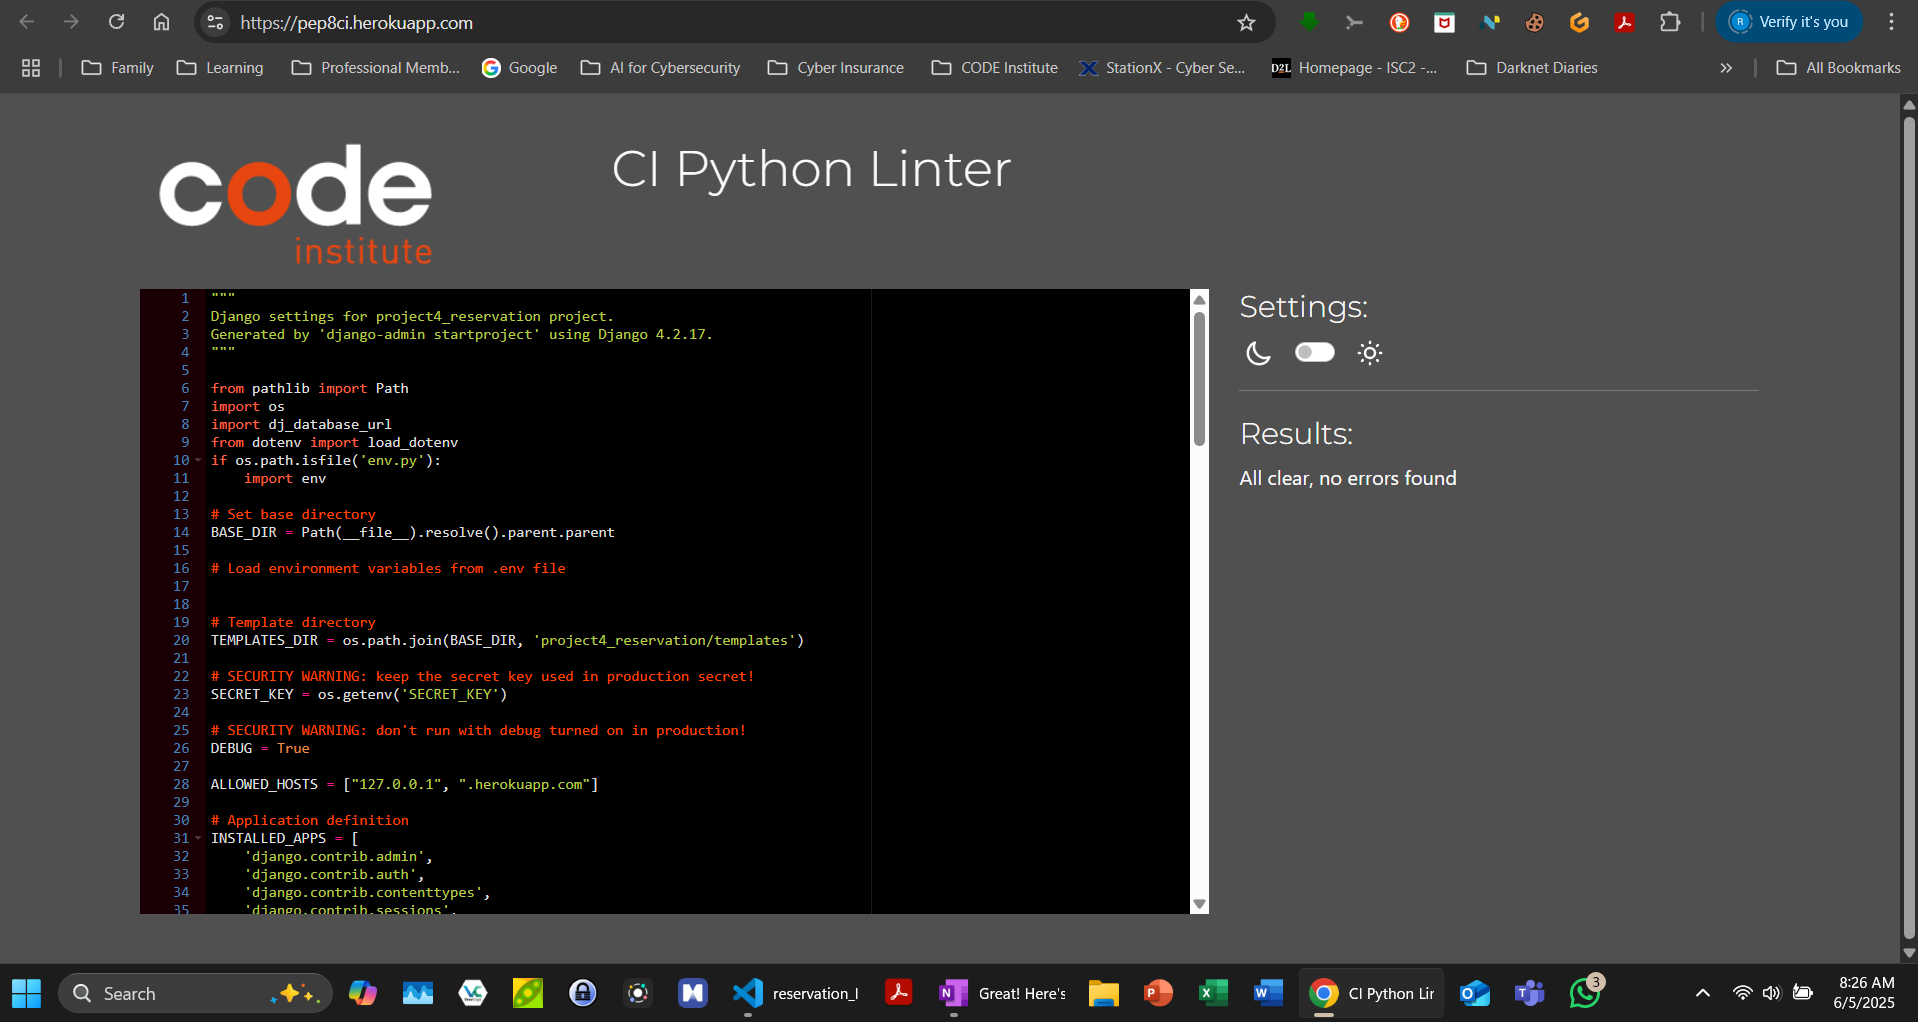 https://pep8ci.herokuapp.com
Verify it's you
Family
Learning
Professional Memb...
Google
AI for Cybersecurity
Cyber Insurance
CODE Institute
StationX - Cyber Se...
D2L Homepage - ISC2 -...
Darknet Diaries
All Bookmarks
code
institute
CI Python Linter
1 """
2 Django settings for project4_reservation project.
3 Generated by 'django-admin startproject' using Django 4.2.17.
4 """
5
6 from pathlib import Path
7 import os
8 import dj_database_url
9 from dotenv import load_dotenv
10 if os.path.isfile('env.py'):
11 import env
12
13 # Set base directory
14 BASE_DIR = Path(__file__).resolve().parent.parent
15
16 # Load environment variables from .env file
17
18
19 # Template directory
20 TEMPLATES_DIR = os.path.join(BASE_DIR, 'project4_reservation/templates')
21
22 # SECURITY WARNING: keep the secret key used in production secret!
23 SECRET_KEY = os.getenv('SECRET_KEY')
24
25 # SECURITY WARNING: don't run with debug turned on in production!
26 DEBUG = True
27
28 ALLOWED_HOSTS = ["127.0.0.1", ".herokuapp.com"]
29
30 # Application definition
31 INSTALLED_APPS = [
32 'django.contrib.admin',
33 'django.contrib.auth',
34 'django.contrib.contenttypes',
35 'django.contrib.sessions',
Settings:
Results:
All clear, no errors found
Search
reservation_l
Great! Here's
CI Python Lir
3
8:26 AM
6/5/2025